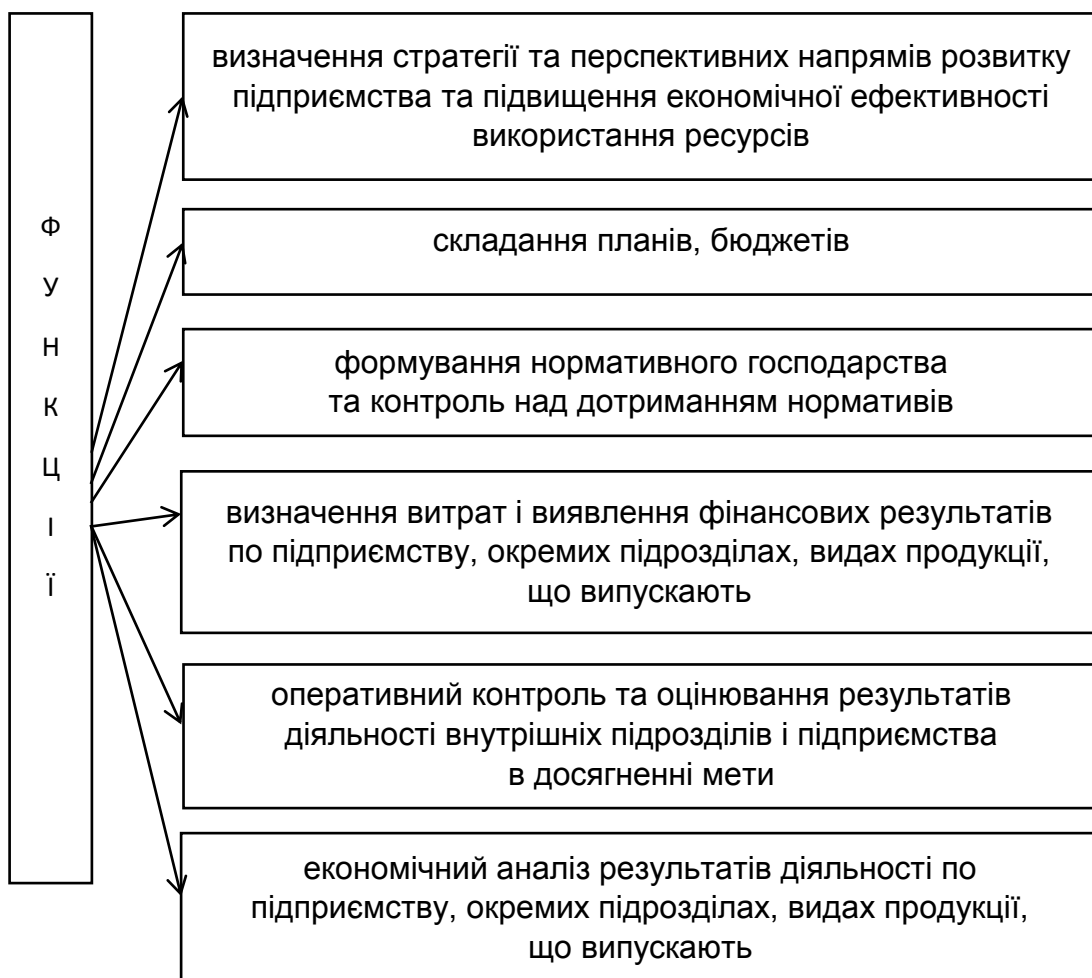 ФУНКЦІЇ
визначення стратегії та перспективних напрямів розвитку
підприємства та підвищення економічної ефективності
використання ресурсів
складання планів, бюджетів
формування нормативного господарства
та контроль над дотриманням нормативів
визначення витрат і виявлення фінансових результатів
по підприємству, окремих підрозділах, видах продукції,
що випускають
оперативний контроль та оцінювання результатів
діяльності внутрішніх підрозділів і підприємства
в досягненні мети
економічний аналіз результатів діяльності по
підприємству, окремих підрозділах, видах продукції,
що випускають